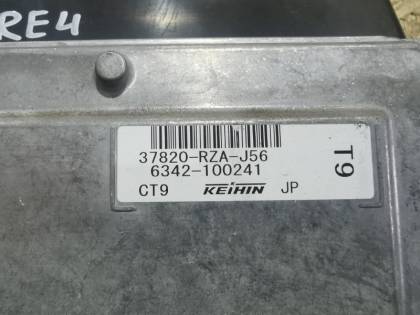 RE4
37820-RZA-J56
6342-100241
CT9 KEIHIN JP
T9